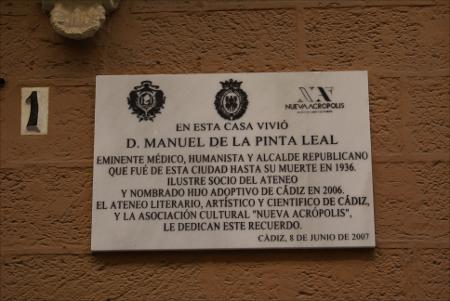 1
NUEVA ACRÓPOLIS
EN ESTA CASA VIVIÓ
D. MANUEL DE LA PINTA LEAL
EMINENTE MÉDICO, HUMANISTA Y ALCALDE REPUBLICANO
QUE FUÉ DE ESTA CIUDAD HASTA SU MUERTE EN 1936.
ILUSTRE SOCIO DEL ATENEO
Y NOMBRADO HIJO ADOPTIVO DE CÁDIZ EN 2006.
EL ATENEO LITERARIO, ARTÍSTICO Y CIENTIFICO DE CÁDIZ,
Y LA ASOCIACIÓN CULTURAL "NUEVA ACRÓPOLIS",
LE DEDICAN ESTE RECUERDO.
CÁDIZ, 8 DE JUNIO DE 2007